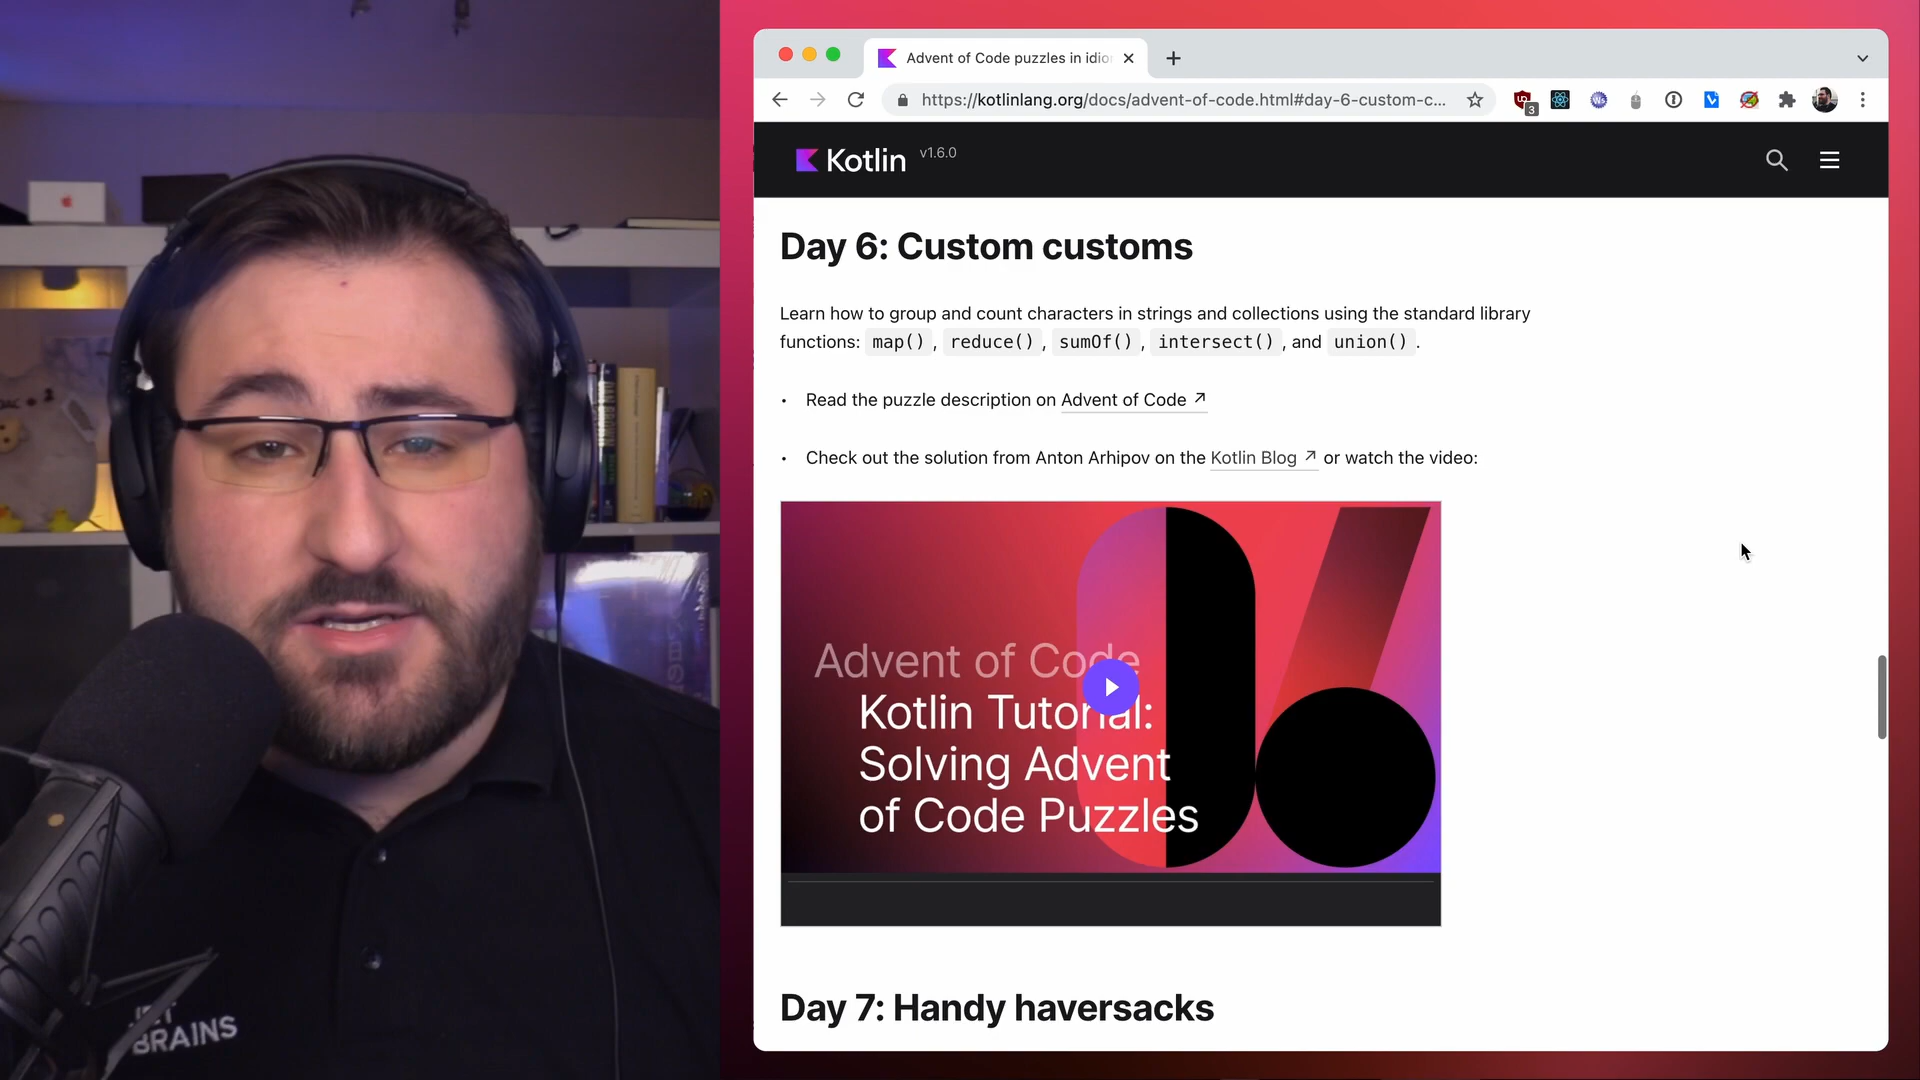 Advent of Code puzzles in idio
https://kotlinlang.org/docs/advent-of-code.html#day-6-custom-c...
3
Kotlin v1.6.0
Day 6: Custom customs
Learn how to group and count characters in strings and collections using the standard library
functions: map(), reduce(), sumOf(), intersect(), and union().
• Read the puzzle description on Advent of Code ↗
• Check out the solution from Anton Arhipov on the Kotlin Blog ↗ or watch the video:
Advent of Code
Kotlin Tutorial:
Solving Advent
of Code Puzzles
Day 7: Handy haversacks
JET
BRAINS